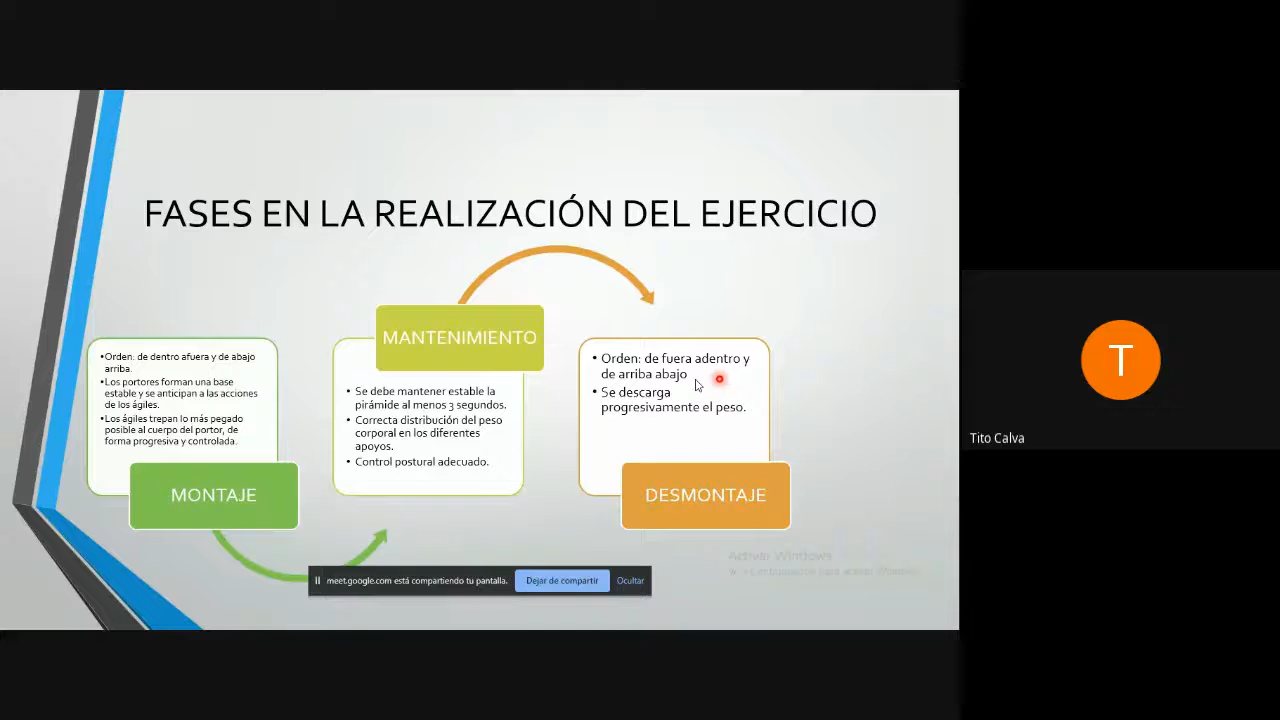 FASES EN LA REALIZACIÓN DEL EJERCICIO
•Orden: de dentro afuera y de abajo
arriba.
•Los portores forman una base
estable y se anticipan a las acciones
de los ágiles.
•Los ágiles trepan lo más pegado
posible al cuerpo del portor, de
forma progresiva y controlada.
MONTAJE
MANTENIMIENTO
• Se debe mantener estable la
pirámide al menos 3 segundos.
• Correcta distribución del peso
corporal en los diferentes
apoyos.
• Control postural adecuado.
• Orden: de fuera adentro y
de arriba abajo
• Se descarga
progresivamente el peso.
DESMONTAJE
Activar Windows
meet.google.com está compartiendo tu pantalla.
Dejar de compartir
Ocultar
T
Tito Calva